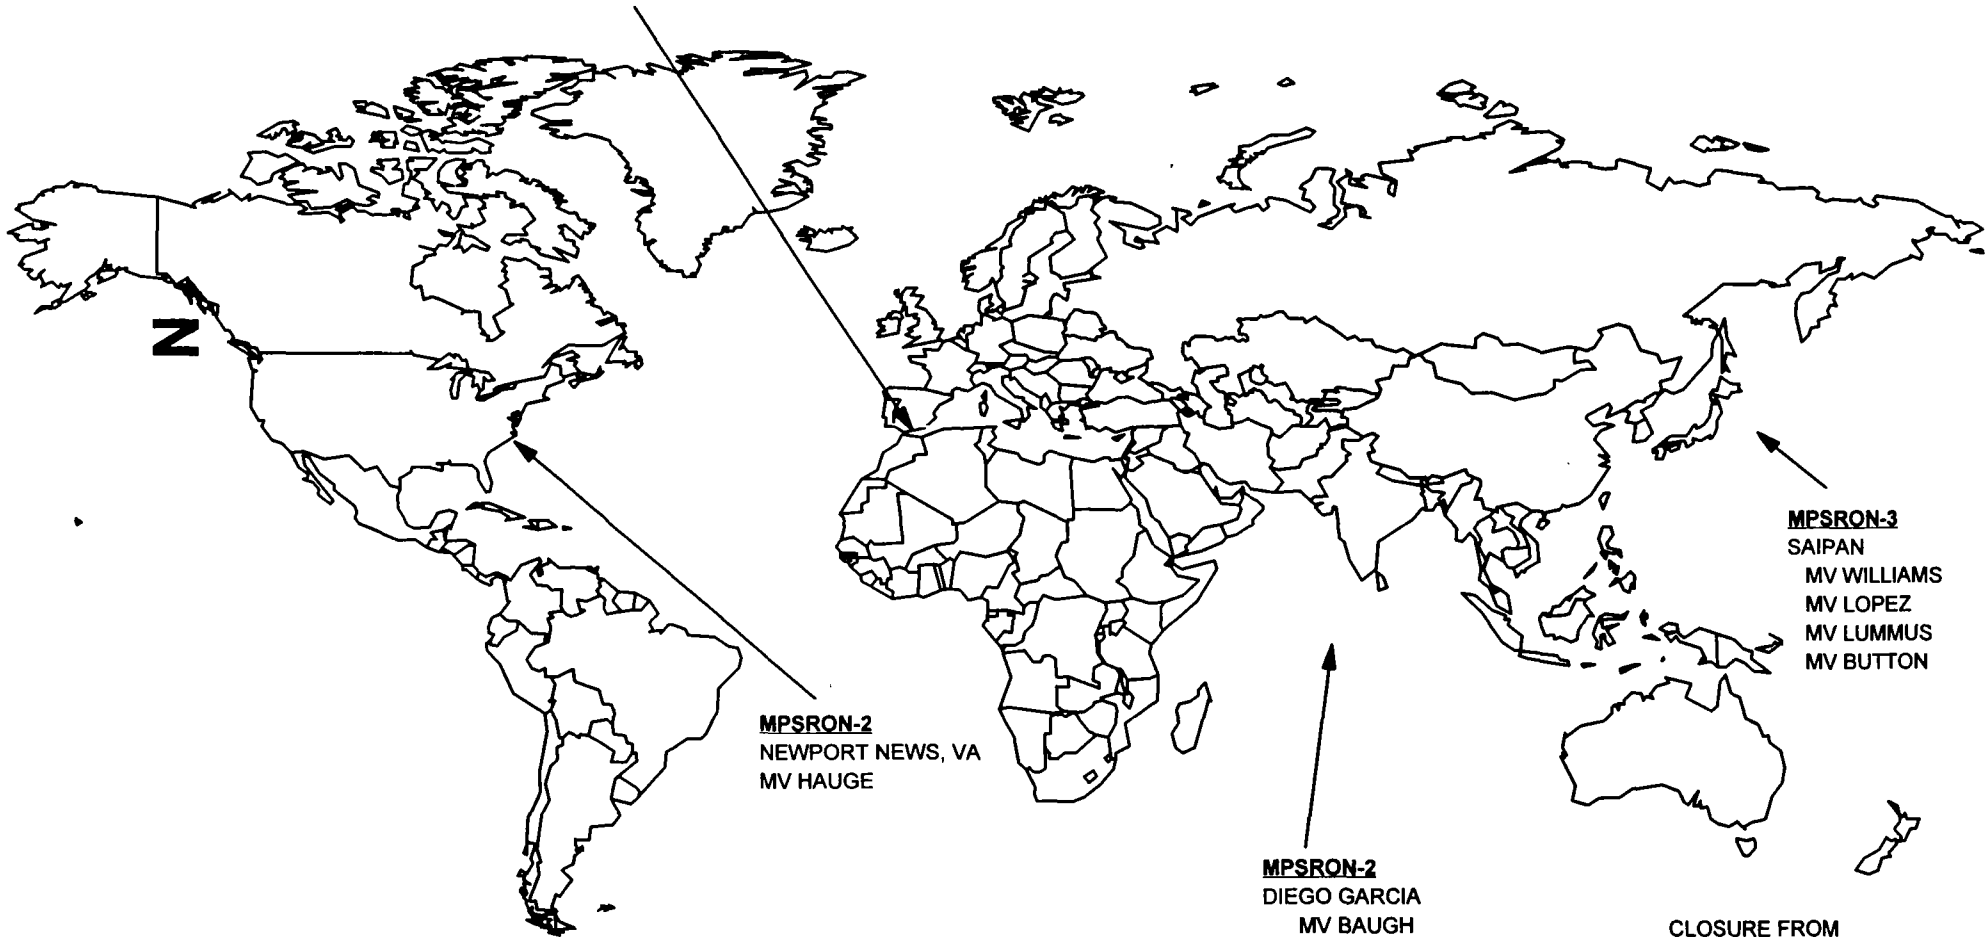 N
MPSRON-3
SAIPAN
MV WILLIAMS
MV LOPEZ
MV LUMMUS
MV BUTTON
MPSRON-2
NEWPORT NEWS, VA
MV HAUGE
MPSRON-2
DIEGO GARCIA
MV BAUGH
CLOSURE FROM